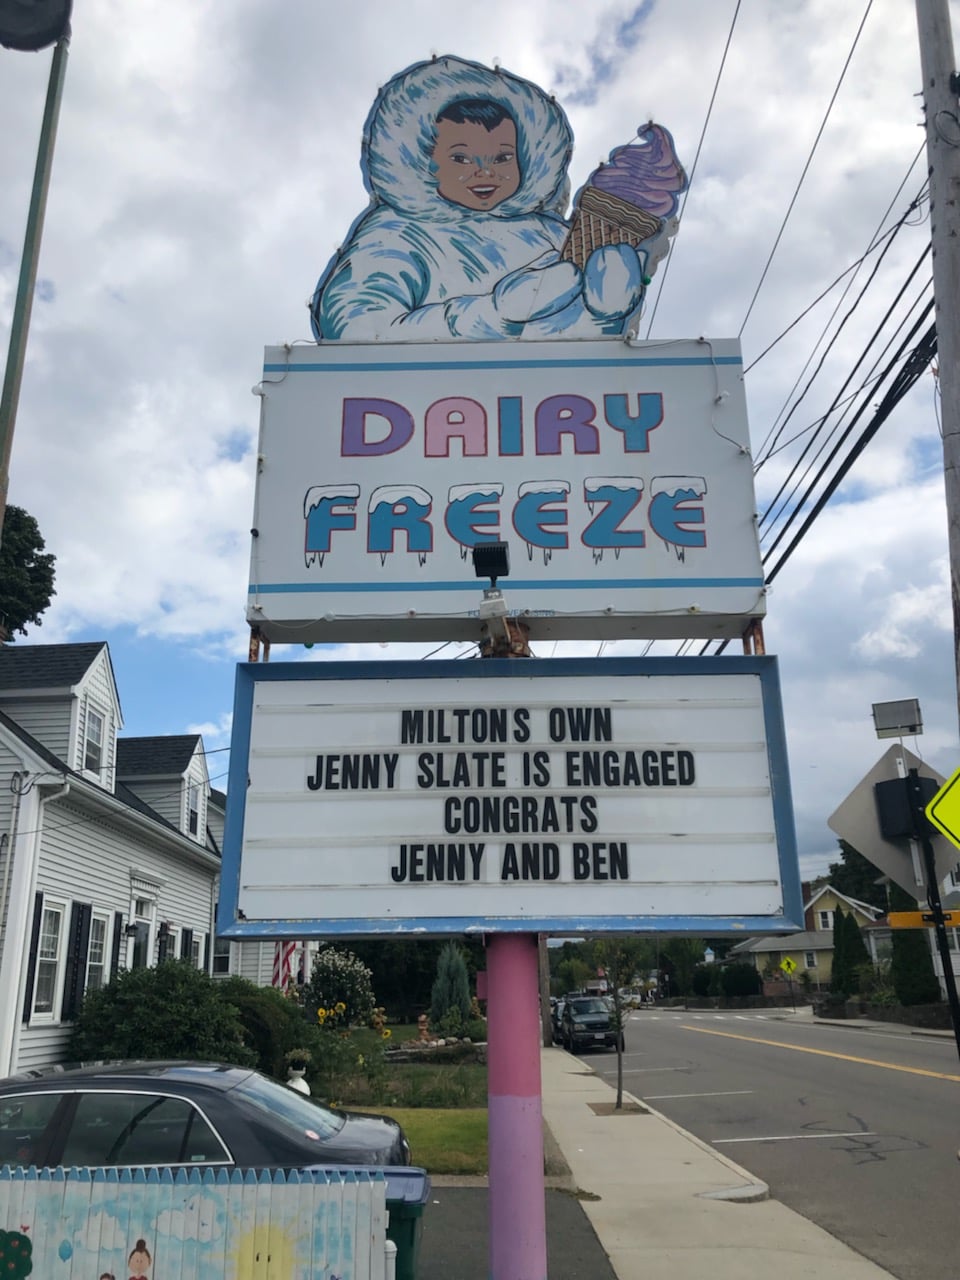 DAIRY
FREEZE
MILTONS OWN
JENNY SLATE IS ENGAGED
CONGRATS
JENNY AND BEN